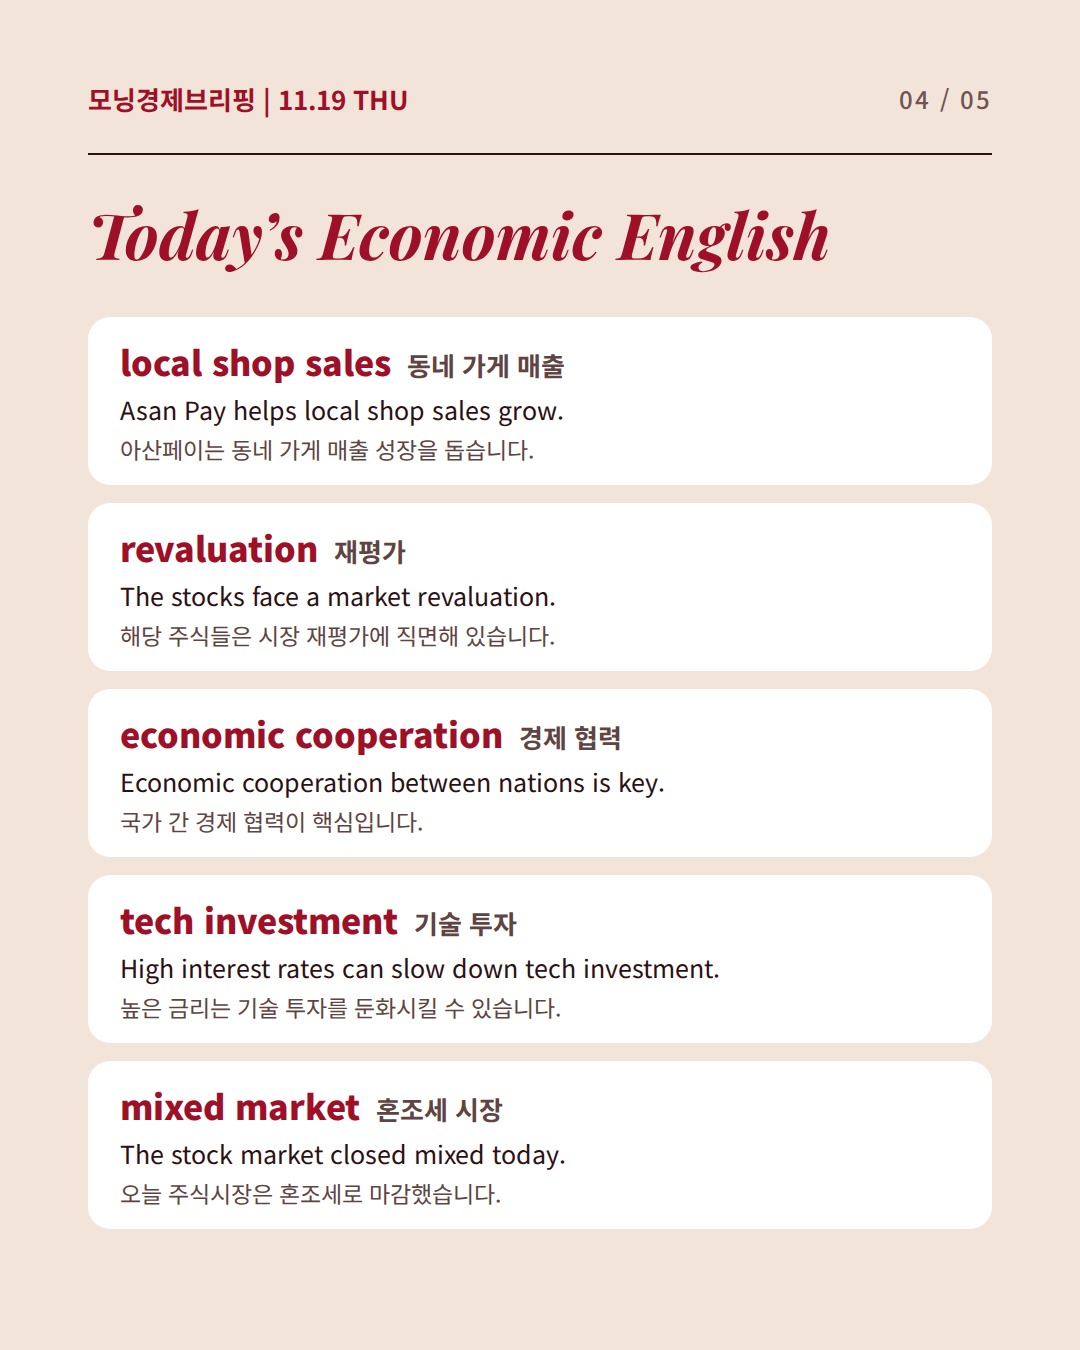 모닝경제브리핑 | 11.19 THU
04 / 05
Today’s Economic English
local shop sales 동네 가게 매출
Asan Pay helps local shop sales grow.
아산페이는 동네 가게 매출 성장을 돕습니다.
revaluation 재평가
The stocks face a market revaluation.
해당 주식들은 시장 재평가에 직면해 있습니다.
economic cooperation 경제 협력
Economic cooperation between nations is key.
국가 간 경제 협력이 핵심입니다.
tech investment 기술 투자
High interest rates can slow down tech investment.
높은 금리는 기술 투자를 둔화시킬 수 있습니다.
mixed market 혼조세 시장
The stock market closed mixed today.
오늘 주식시장은 혼조세로 마감했습니다.